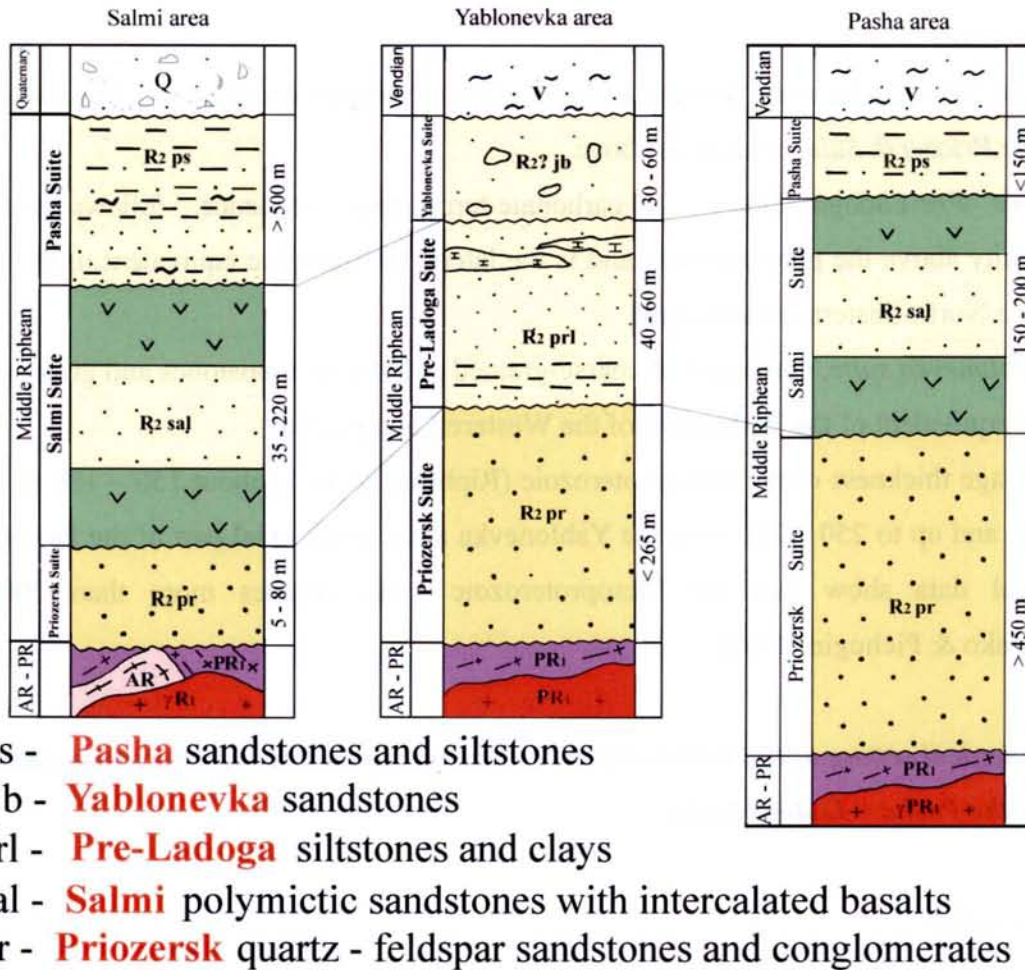 Salmi area
Yablonevka area
Pasha area
Quaternary
Q
Middle Riphean
Pasha Suite
R2 ps
> 500 m
Salmi Suite
R2 sal
35 - 220 m
Priozersk Suite
R2 pr
5 - 80 m
AR - PR
PR1
AR
γR1
Vendian
V
Middle Riphean
Yablonevka Suite
R2? jb
30 - 60 m
Pre-Ladoga Suite
R2 prl
40 - 60 m
Priozersk Suite
R2 pr
< 265 m
AR - PR
PR1
PR1
Vendian
V
Middle Riphean
Pasha Suite
R2 ps
<150 m
Salmi Suite
R2 sal
150 - 200 m
Priozersk Suite
R2 pr
> 450 m
AR - PR
PR1
γPR1
s - Pasha sandstones and siltstones
b - Yablonevka sandstones
rl - Pre-Ladoga siltstones and clays
al - Salmi polymictic sandstones with intercalated basalts
r - Priozersk quartz - feldspar sandstones and conglomerates